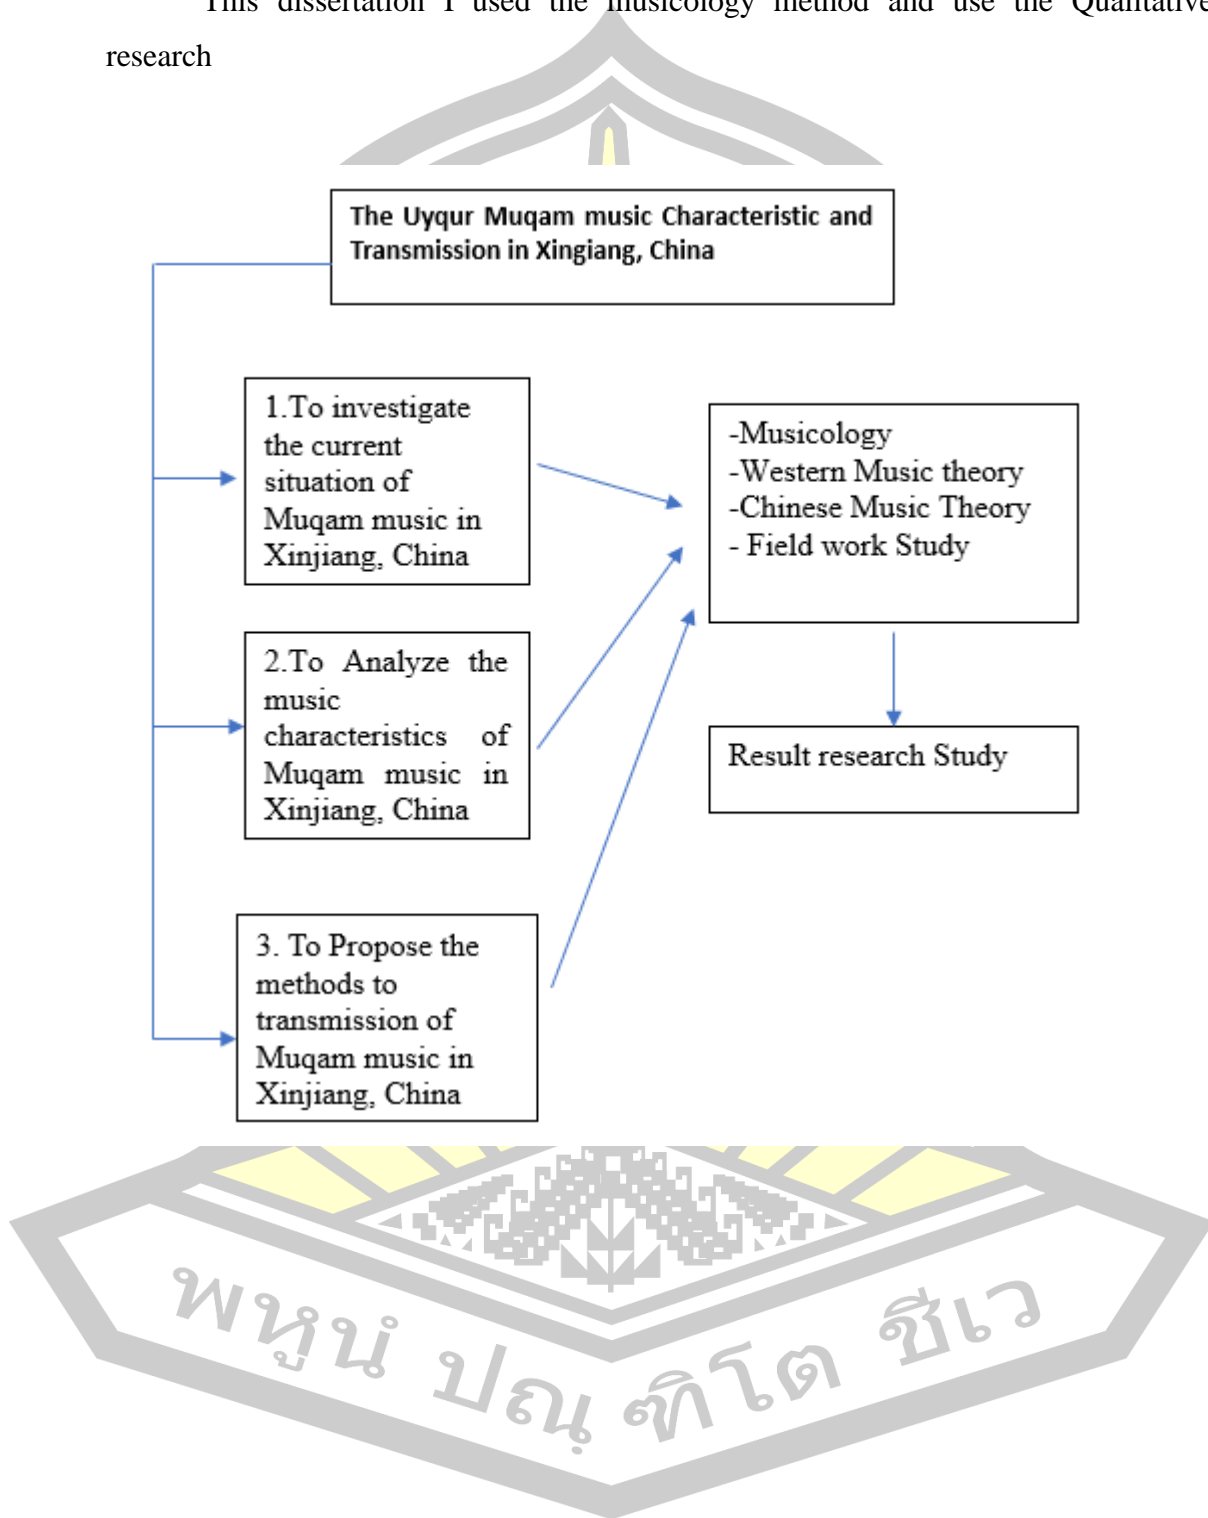 This dissertation I used the musicology method and use the Qualitative
research
The Uyqur Muqam music Characteristic and
Transmission in Xingiang, China
1.To investigate
the current
situation of
Muqam music in
Xinjiang, China
2.To Analyze the
music
characteristics of
Muqam music in
Xinjiang, China
3. To Propose the
methods to
transmission of
Muqam music in
Xinjiang, China
-Musicology
-Western Music theory
-Chinese Music Theory
- Field work Study
Result research Study
พหูนํ ปณฺฑิโต ชีเว